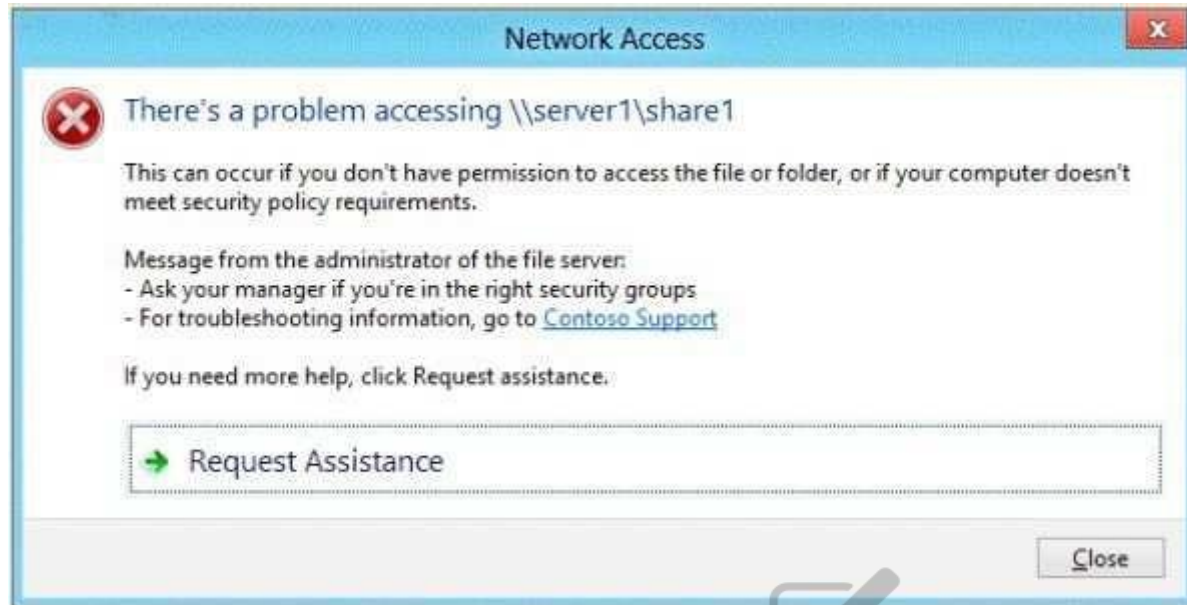 Network Access
There's a problem accessing \\server1\share1
This can occur if you don't have permission to access the file or folder, or if your computer doesn't
meet security policy requirements.
Message from the administrator of the file server:
- Ask your manager if you're in the right security groups
- For troubleshooting information, go to Contoso Support
If you need more help, click Request assistance.
Request Assistance
Close